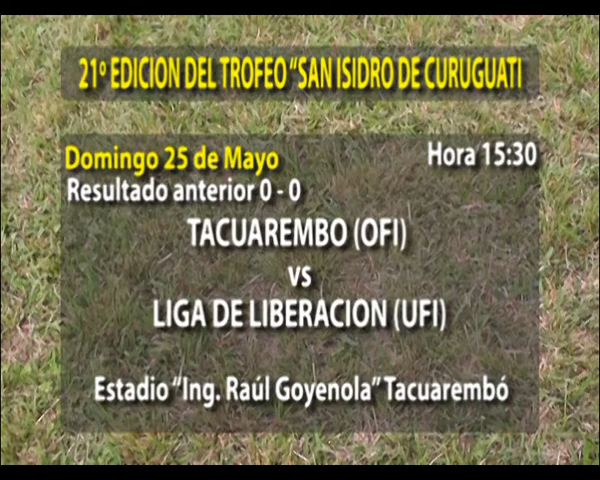 21º EDICION DEL TROFEO “SAN ISIDRO DE CURUGUATI
Domingo 25 de Mayo
Hora 15:30
Resultado anterior 0 - 0
TACUAREMBO (OFI)
vs
LIGA DE LIBERACION (UFI)
Estadio “Ing. Raúl Goyenola” Tacuarembó